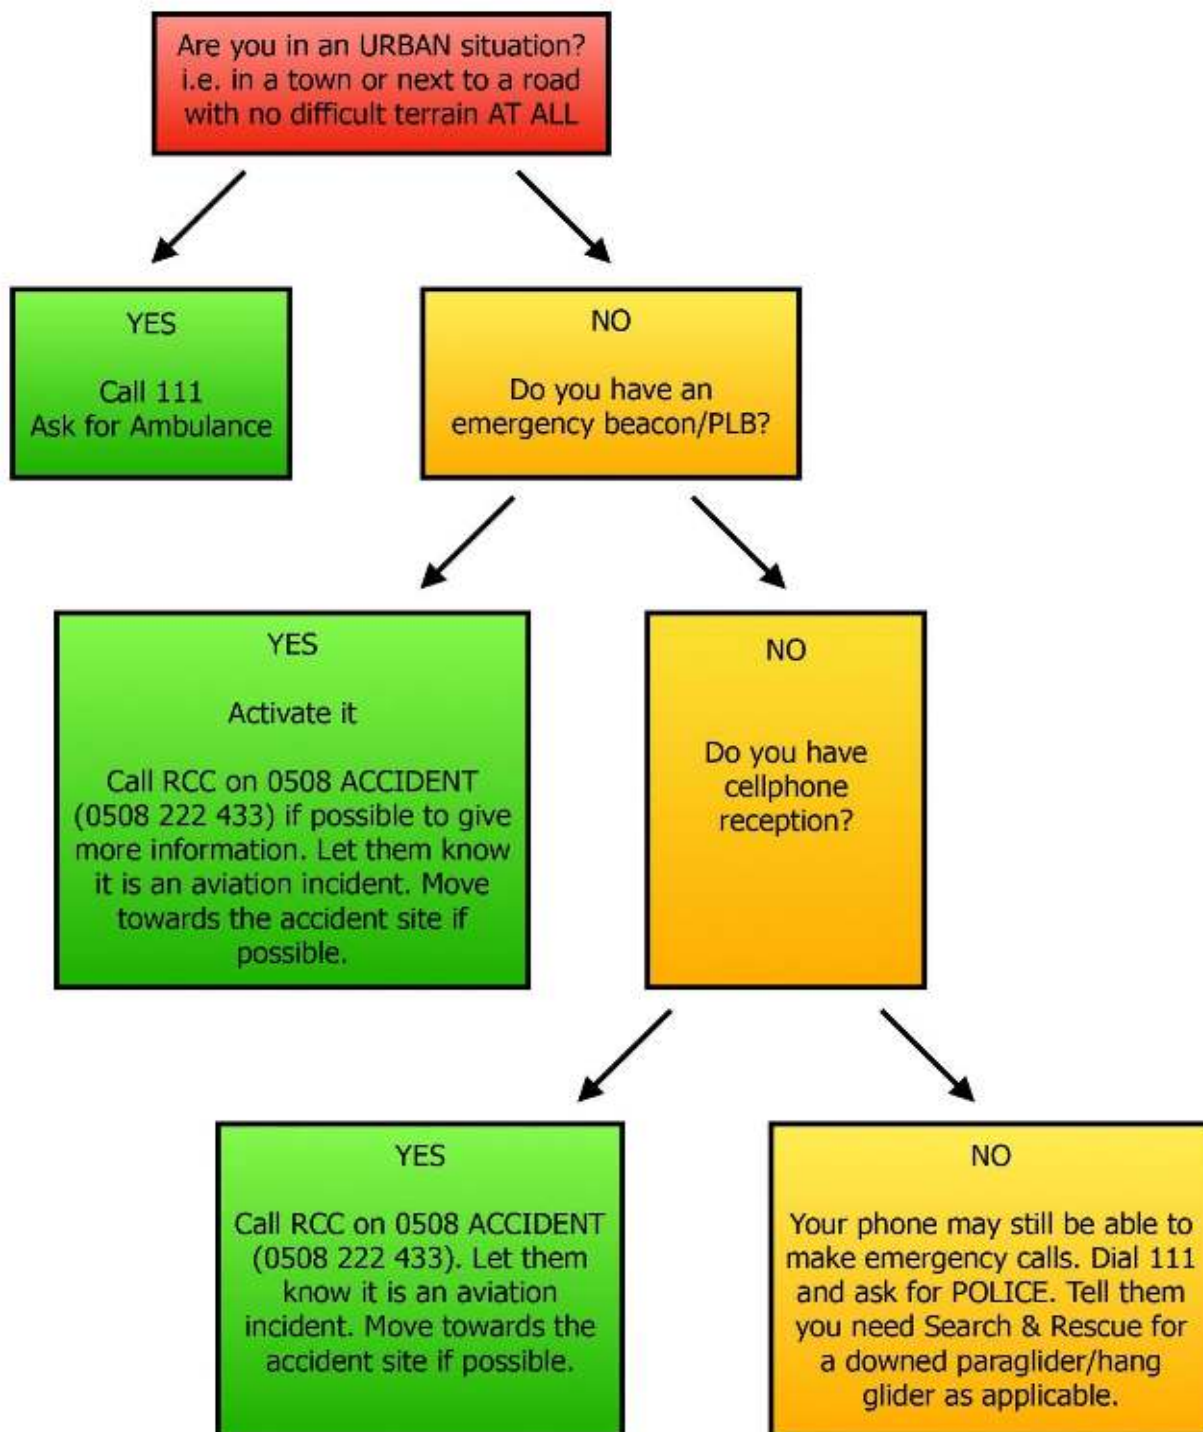 Are you in an URBAN situation?
i.e. in a town or next to a road
with no difficult terrain AT ALL
YES
Call 111
Ask for Ambulance
NO
Do you have an
emergency beacon/PLB?
YES
Activate it
Call RCC on 0508 ACCIDENT
(0508 222 433) if possible to give
more information. Let them know
it is an aviation incident. Move
towards the accident site if
possible.
NO
Do you have
cellphone
reception?
YES
Call RCC on 0508 ACCIDENT
(0508 222 433). Let them
know it is an aviation
incident. Move towards the
accident site if possible.
NO
Your phone may still be able to
make emergency calls. Dial 111
and ask for POLICE. Tell them
you need Search & Rescue for
a downed paraglider/hang
glider as applicable.